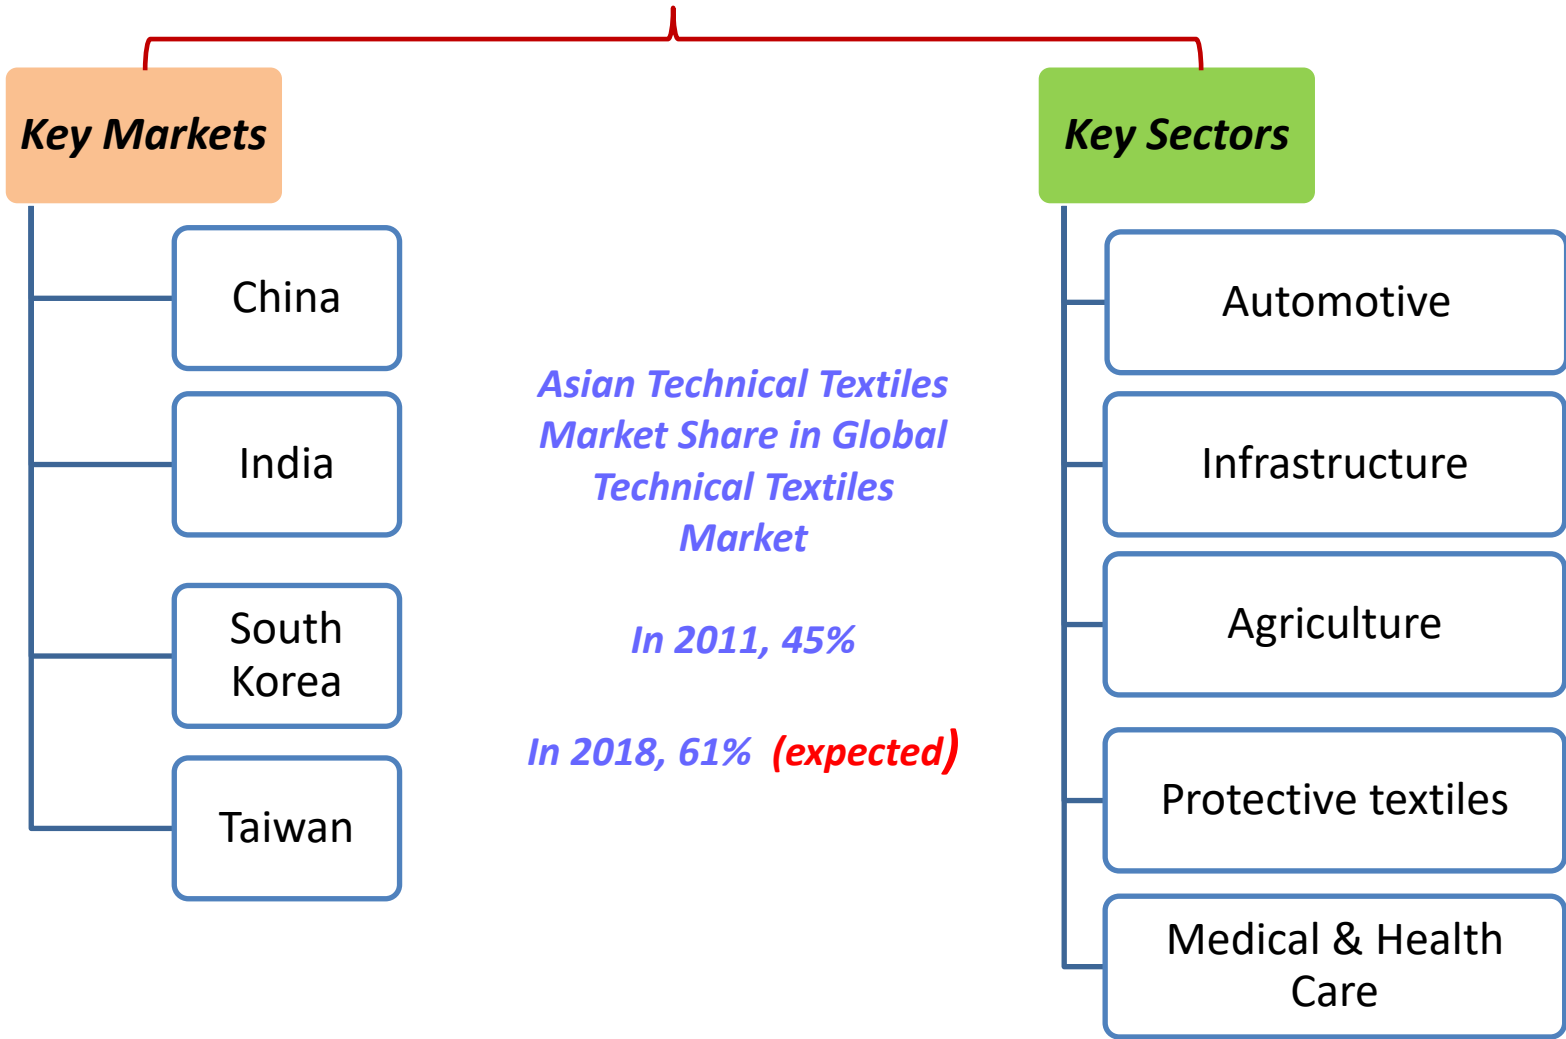 Key Markets
China
India
South
Korea
Taiwan
Asian Technical Textiles
Market Share in Global
Technical Textiles
Market
In 2011, 45%
In 2018, 61% (expected)
Key Sectors
Automotive
Infrastructure
Agriculture
Protective textiles
Medical & Health
Care